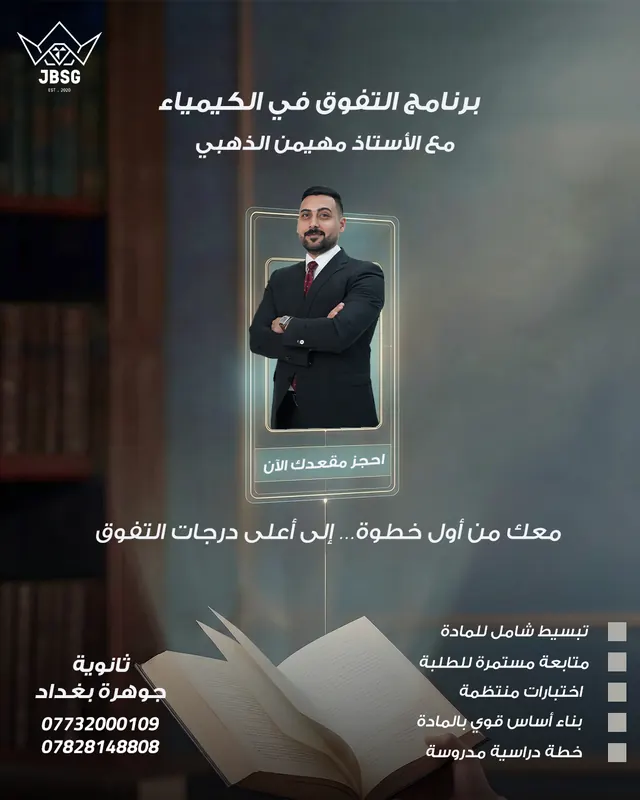 JBSG
EST . 2020
برنامج التفوق في الكيمياء
مع الأستاذ مهيمن الذهبي
احجز مقعدك الآن
معك من أول خطوة... إلى أعلى درجات التفوق
تبسيط شامل للمادة
متابعة مستمرة للطلبة
اختبارات منتظمة
بناء أساس قوي بالمادة
خطة دراسية مدروسة
ثانوية
جوهرة بغداد
07732000109
07828148808